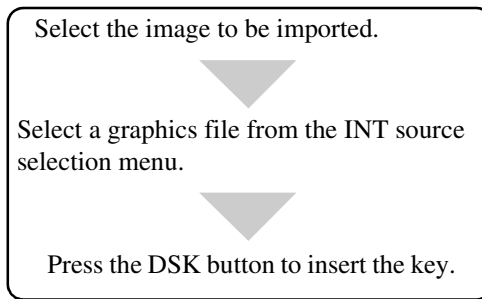 Select the image to be imported.
Select a graphics file from the INT source
selection menu.
Press the DSK button to insert the key.